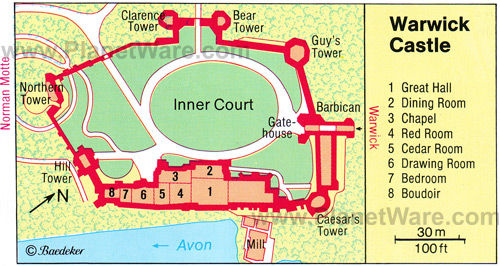 Clarence
Tower
Bear
Tower
Guy's
Tower
Northern
Tower
Norman Motte
Inner Court
Gate-
house
Barbican
Warwick
Hill
Tower
N
1
2
3
4
5
6
7
8
Caesar's
Tower
Mill
Avon
© Baedeker
www.PlanetWare.com
www.PlanetWare.com
Warwick
Castle
1 Great Hall
2 Dining Room
3 Chapel
4 Red Room
5 Cedar Room
6 Drawing Room
7 Bedroom
8 Boudoir
30 m
100 ft